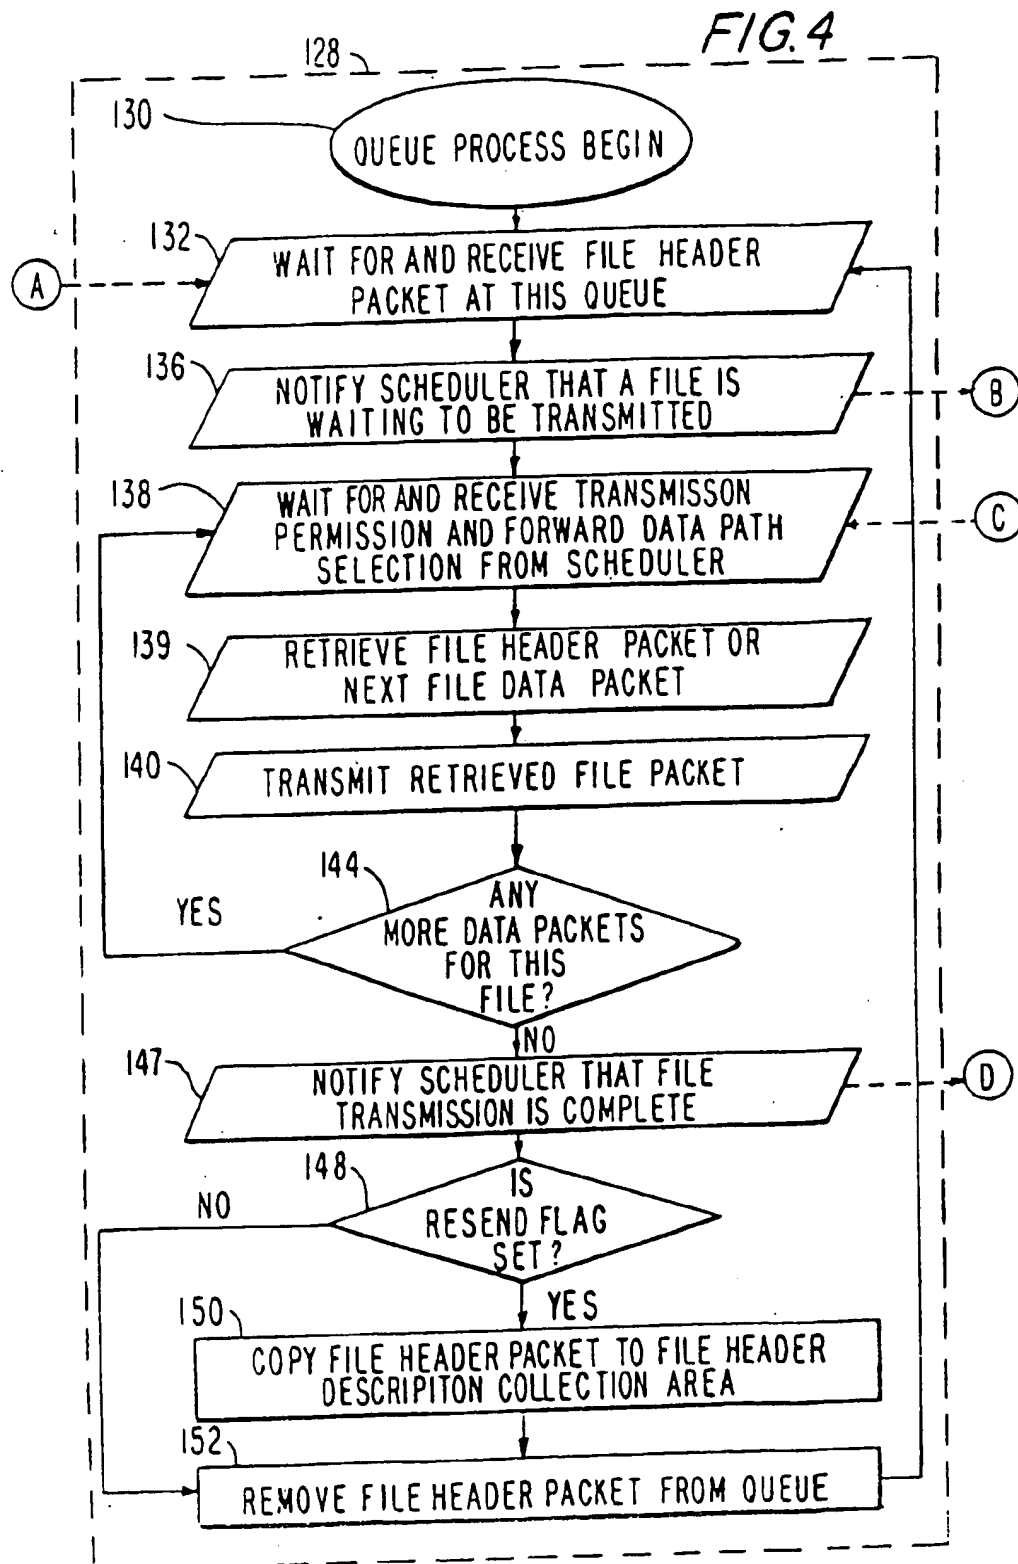 FIG.4
128
130
QUEUE PROCESS BEGIN
132
WAIT FOR AND RECEIVE FILE HEADER
PACKET AT THIS QUEUE
A
136
NOTIFY SCHEDULER THAT A FILE IS
WAITING TO BE TRANSMITTED
B
138
WAIT FOR AND RECEIVE TRANSMISSON
PERMISSION AND FORWARD DATA PATH
SELECTION FROM SCHEDULER
C
139
RETRIEVE FILE HEADER PACKET OR
NEXT FILE DATA PACKET
140
TRANSMIT RETRIEVED FILE PACKET
144
YES
ANY
MORE DATA PACKETS
FOR THIS
FILE?
NO
147
NOTIFY SCHEDULER THAT FILE
TRANSMISSION IS COMPLETE
D
148
NO
IS
RESEND FLAG
SET?
YES
150
COPY FILE HEADER PACKET TO FILE HEADER
DESCRIPITON COLLECTION AREA
152
REMOVE FILE HEADER PACKET FROM QUEUE